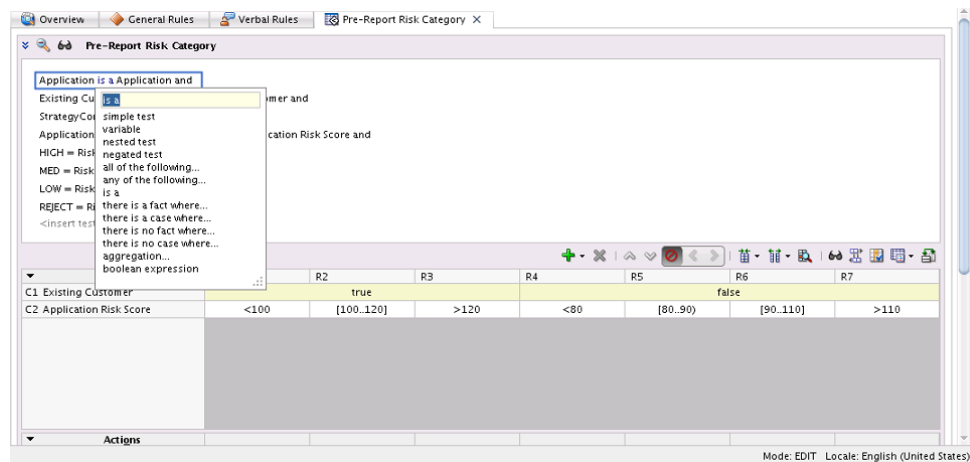 Overview General Rules Verbal Rules Pre-Report Risk Category
Pre-Report Risk Category
Application is a Application and
Existing Cu
is a
mer and
StrategyCo
simple test
variable
Application
cation Risk Score and
nested test
HIGH = Risk
negated test
MED = Risk
all of the following...
any of the following...
LOW = Risk
is a
REJECT = Ri
there is a fact where...
there is a case where...
<insert test
there is no fact where...
there is no case where...
aggregation...
boolean expression
R2 R3 R4 R5 R6 R7
C1 Existing Customer true false
C2 Application Risk Score <100 [100..120] >120 <80 [80..90) [90..110] >110
Actions
Mode: EDIT Locale: English (United States)